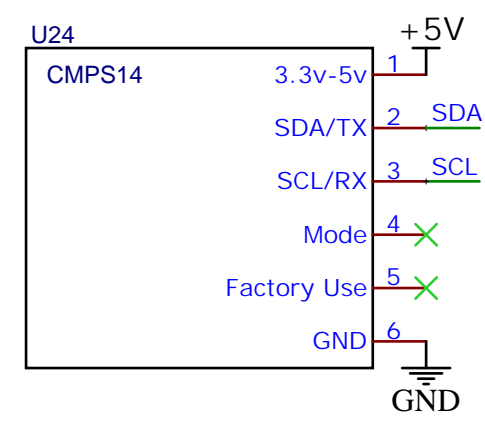 U24
+5V
CMPS14
3.3v-5v 1
SDA/TX 2 SDA
SCL/RX 3 SCL
Mode 4
Factory Use 5
GND 6
GND